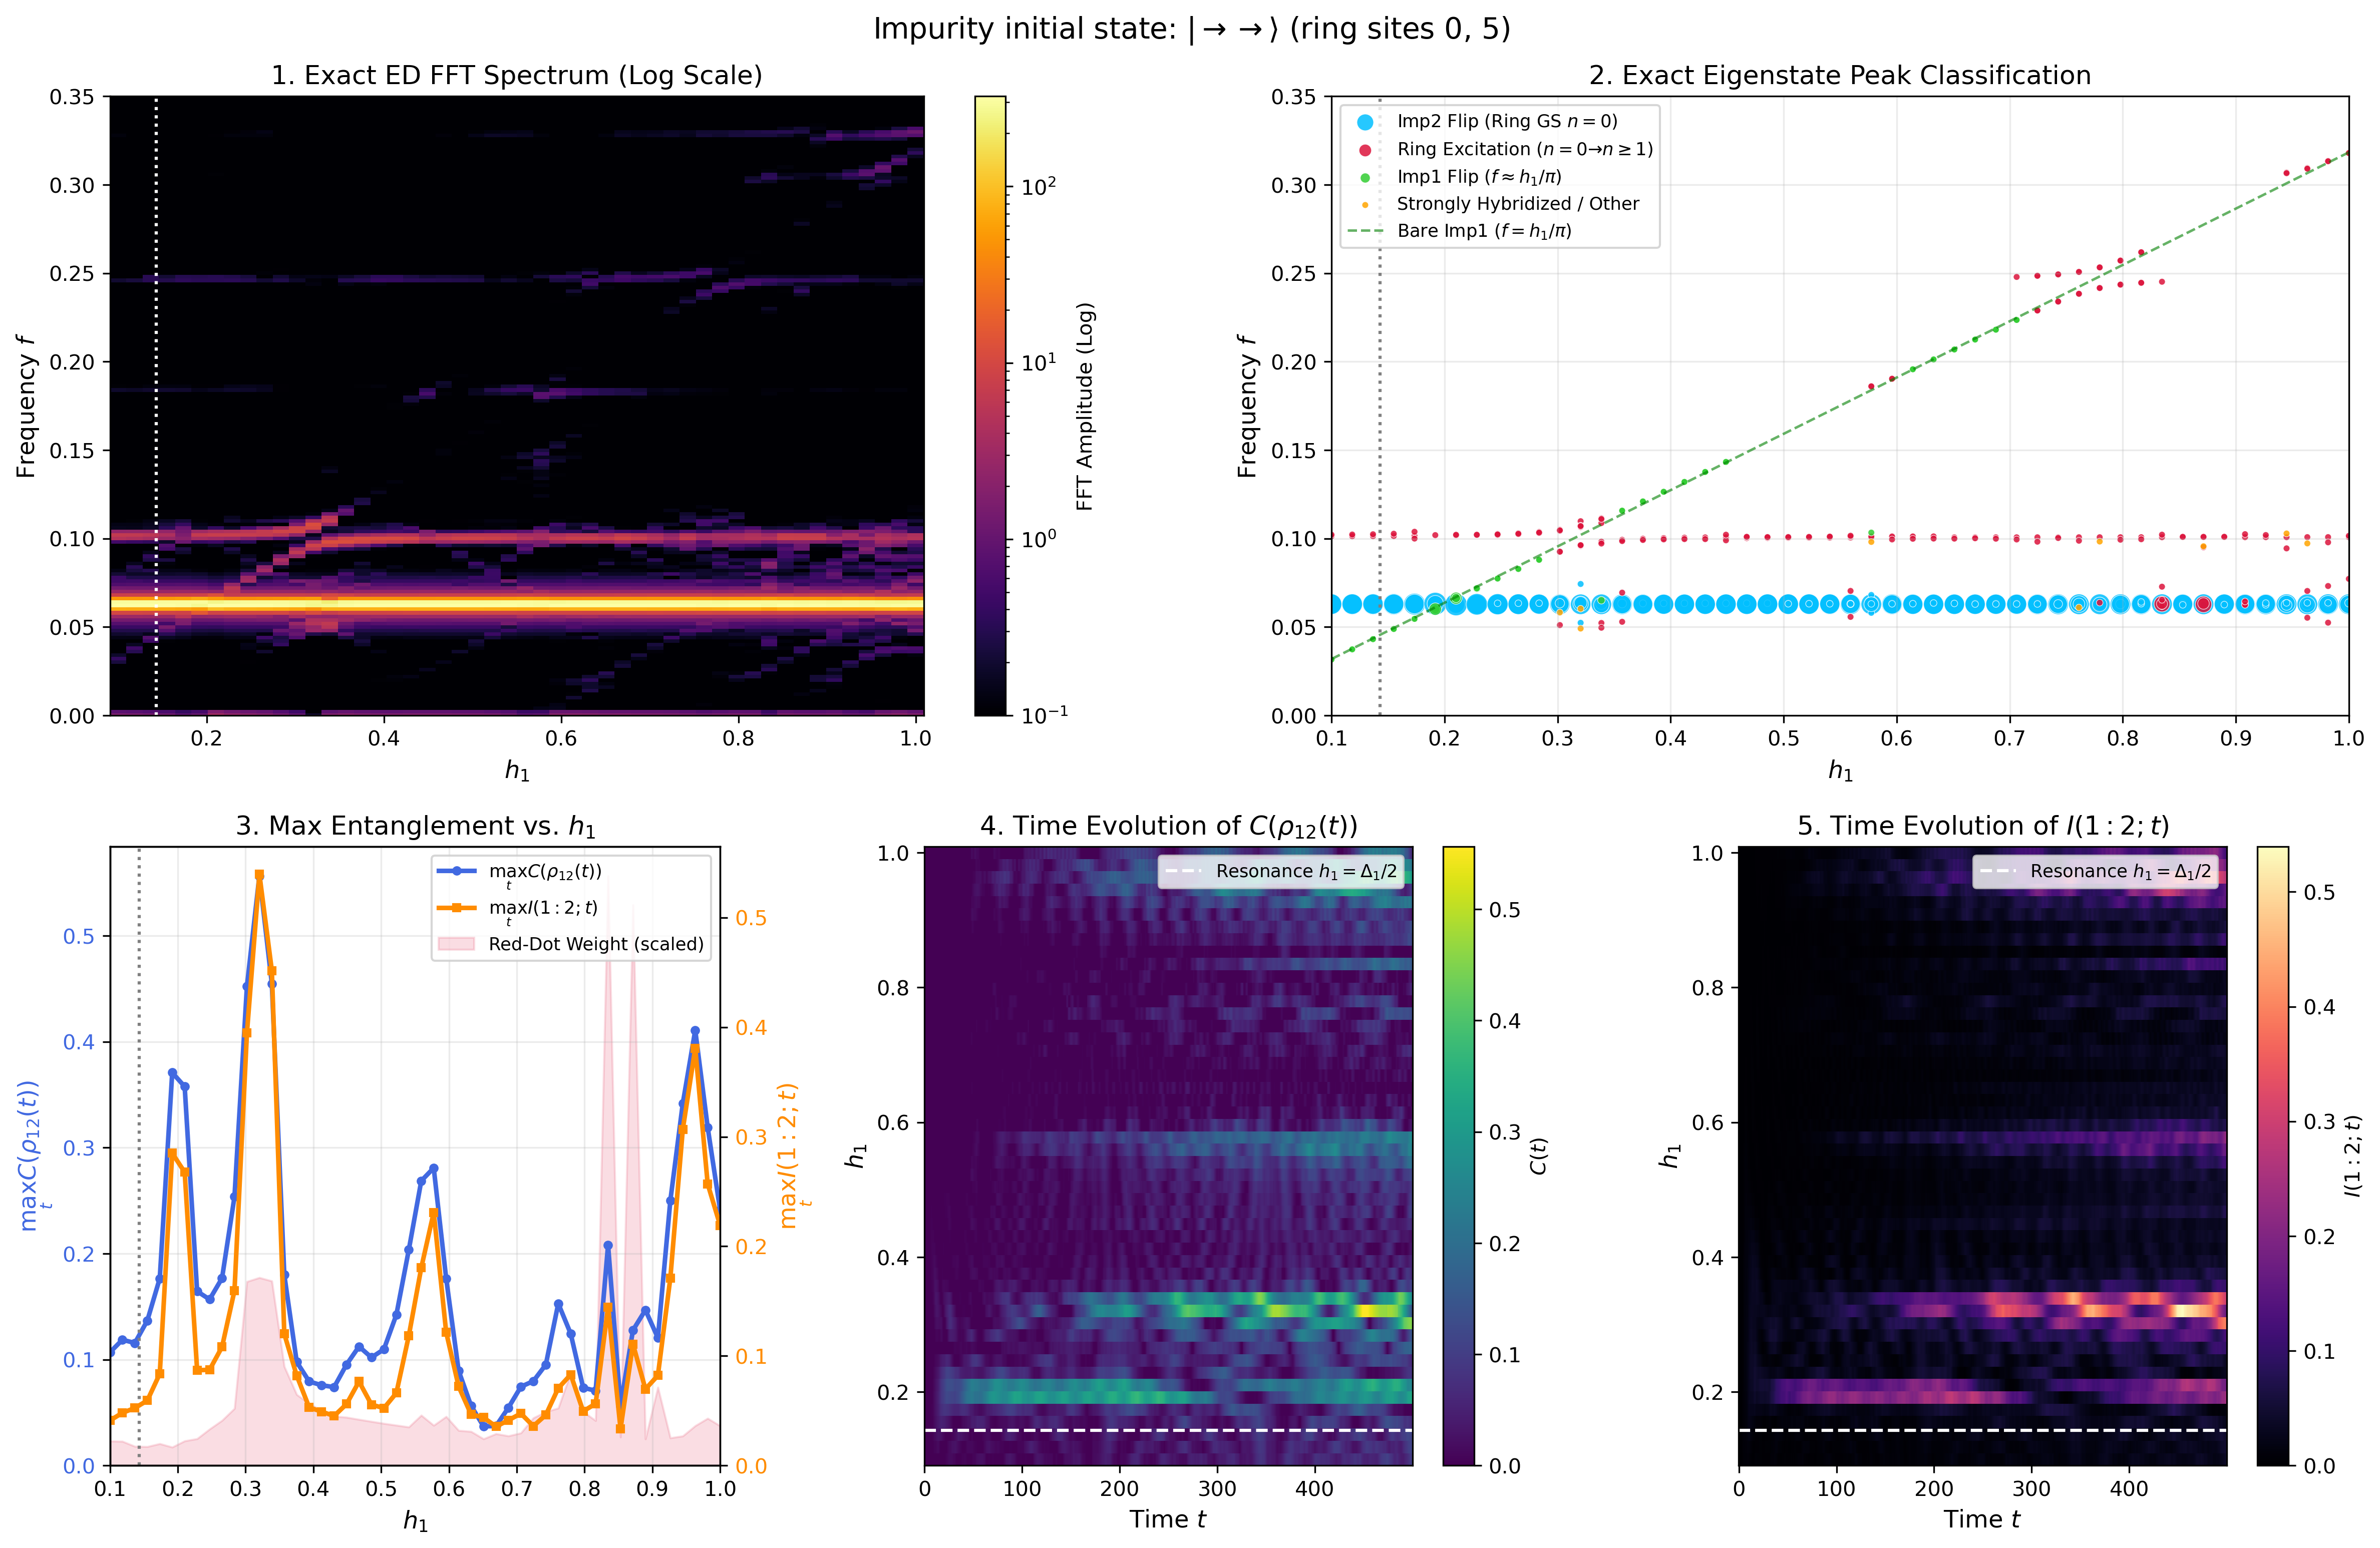 Impurity initial state: |→→⟩ (ring sites 0, 5)
1. Exact ED FFT Spectrum (Log Scale)
0.35
0.30
0.25
0.20
0.15
0.10
0.05
0.00
Frequency f
0.2
0.4
0.6
0.8
1.0
h₁
10²
10¹
10⁰
10⁻¹
FFT Amplitude (Log)
2. Exact Eigenstate Peak Classification
Imp2 Flip (Ring GS n = 0)
Ring Excitation (n = 0→n ≥ 1)
Imp1 Flip (f ≈ h₁/π)
Strongly Hybridized / Other
Bare Imp1 (f = h₁/π)
0.35
0.30
0.25
0.20
0.15
0.10
0.05
0.00
Frequency f
0.1
0.2
0.3
0.4
0.5
0.6
0.7
0.8
0.9
1.0
h₁
3. Max Entanglement vs. h₁
max C(ρ₁₂(t))
t
max I(1 : 2; t)
t
Red-Dot Weight (scaled)
0.5
0.4
0.3
0.2
0.1
0.0
max C(ρ₁₂(t))
t
0.5
0.4
0.3
0.2
0.1
0.0
max I(1 : 2; t)
t
0.1
0.2
0.3
0.4
0.5
0.6
0.7
0.8
0.9
1.0
h₁
4. Time Evolution of C(ρ₁₂(t))
Resonance h₁ = Δ₁/2
1.0
0.8
0.6
0.4
0.2
h₁
0
100
200
300
400
Time t
0.5
0.4
0.3
0.2
0.1
0.0
C(t)
5. Time Evolution of I(1 : 2; t)
Resonance h₁ = Δ₁/2
1.0
0.8
0.6
0.4
0.2
h₁
0
100
200
300
400
Time t
0.5
0.4
0.3
0.2
0.1
0.0
I(1 : 2; t)